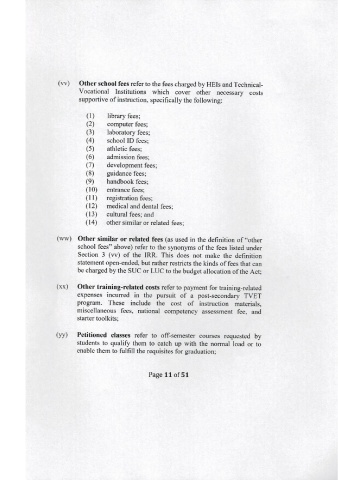 (vv) Other school fees refer to the fees charged by HEIs and Technical-
Vocational Institutions which cover other necessary costs
supportive of instruction, specifically the following:
(1) library fees;
(2) computer fees;
(3) laboratory fees;
(4) school ID fees;
(5) athletic fees;
(6) admission fees;
(7) development fees;
(8) guidance fees;
(9) handbook fees;
(10) entrance fees;
(11) registration fees;
(12) medical and dental fees;
(13) cultural fees; and
(14) other similar or related fees;
(ww) Other similar or related fees (as used in the definition of "other
school fees" above) refer to the synonyms of the fees listed under
Section 3 (vv) of the IRR. This does not make the definition
statement open-ended, but rather restricts the kinds of fees that can
be charged by the SUC or LUC to the budget allocation of the Act;
(xx) Other training-related costs refer to payment for training-related
expenses incurred in the pursuit of a post-secondary TVET
program. These include the cost of instruction materials,
miscellaneous fees, national competency assessment fee, and
starter toolkits;
(yy) Petitioned classes refer to off-semester courses requested by
students to qualify them to catch up with the normal load or to
enable them to fulfill the requisites for graduation;
Page 11 of 51